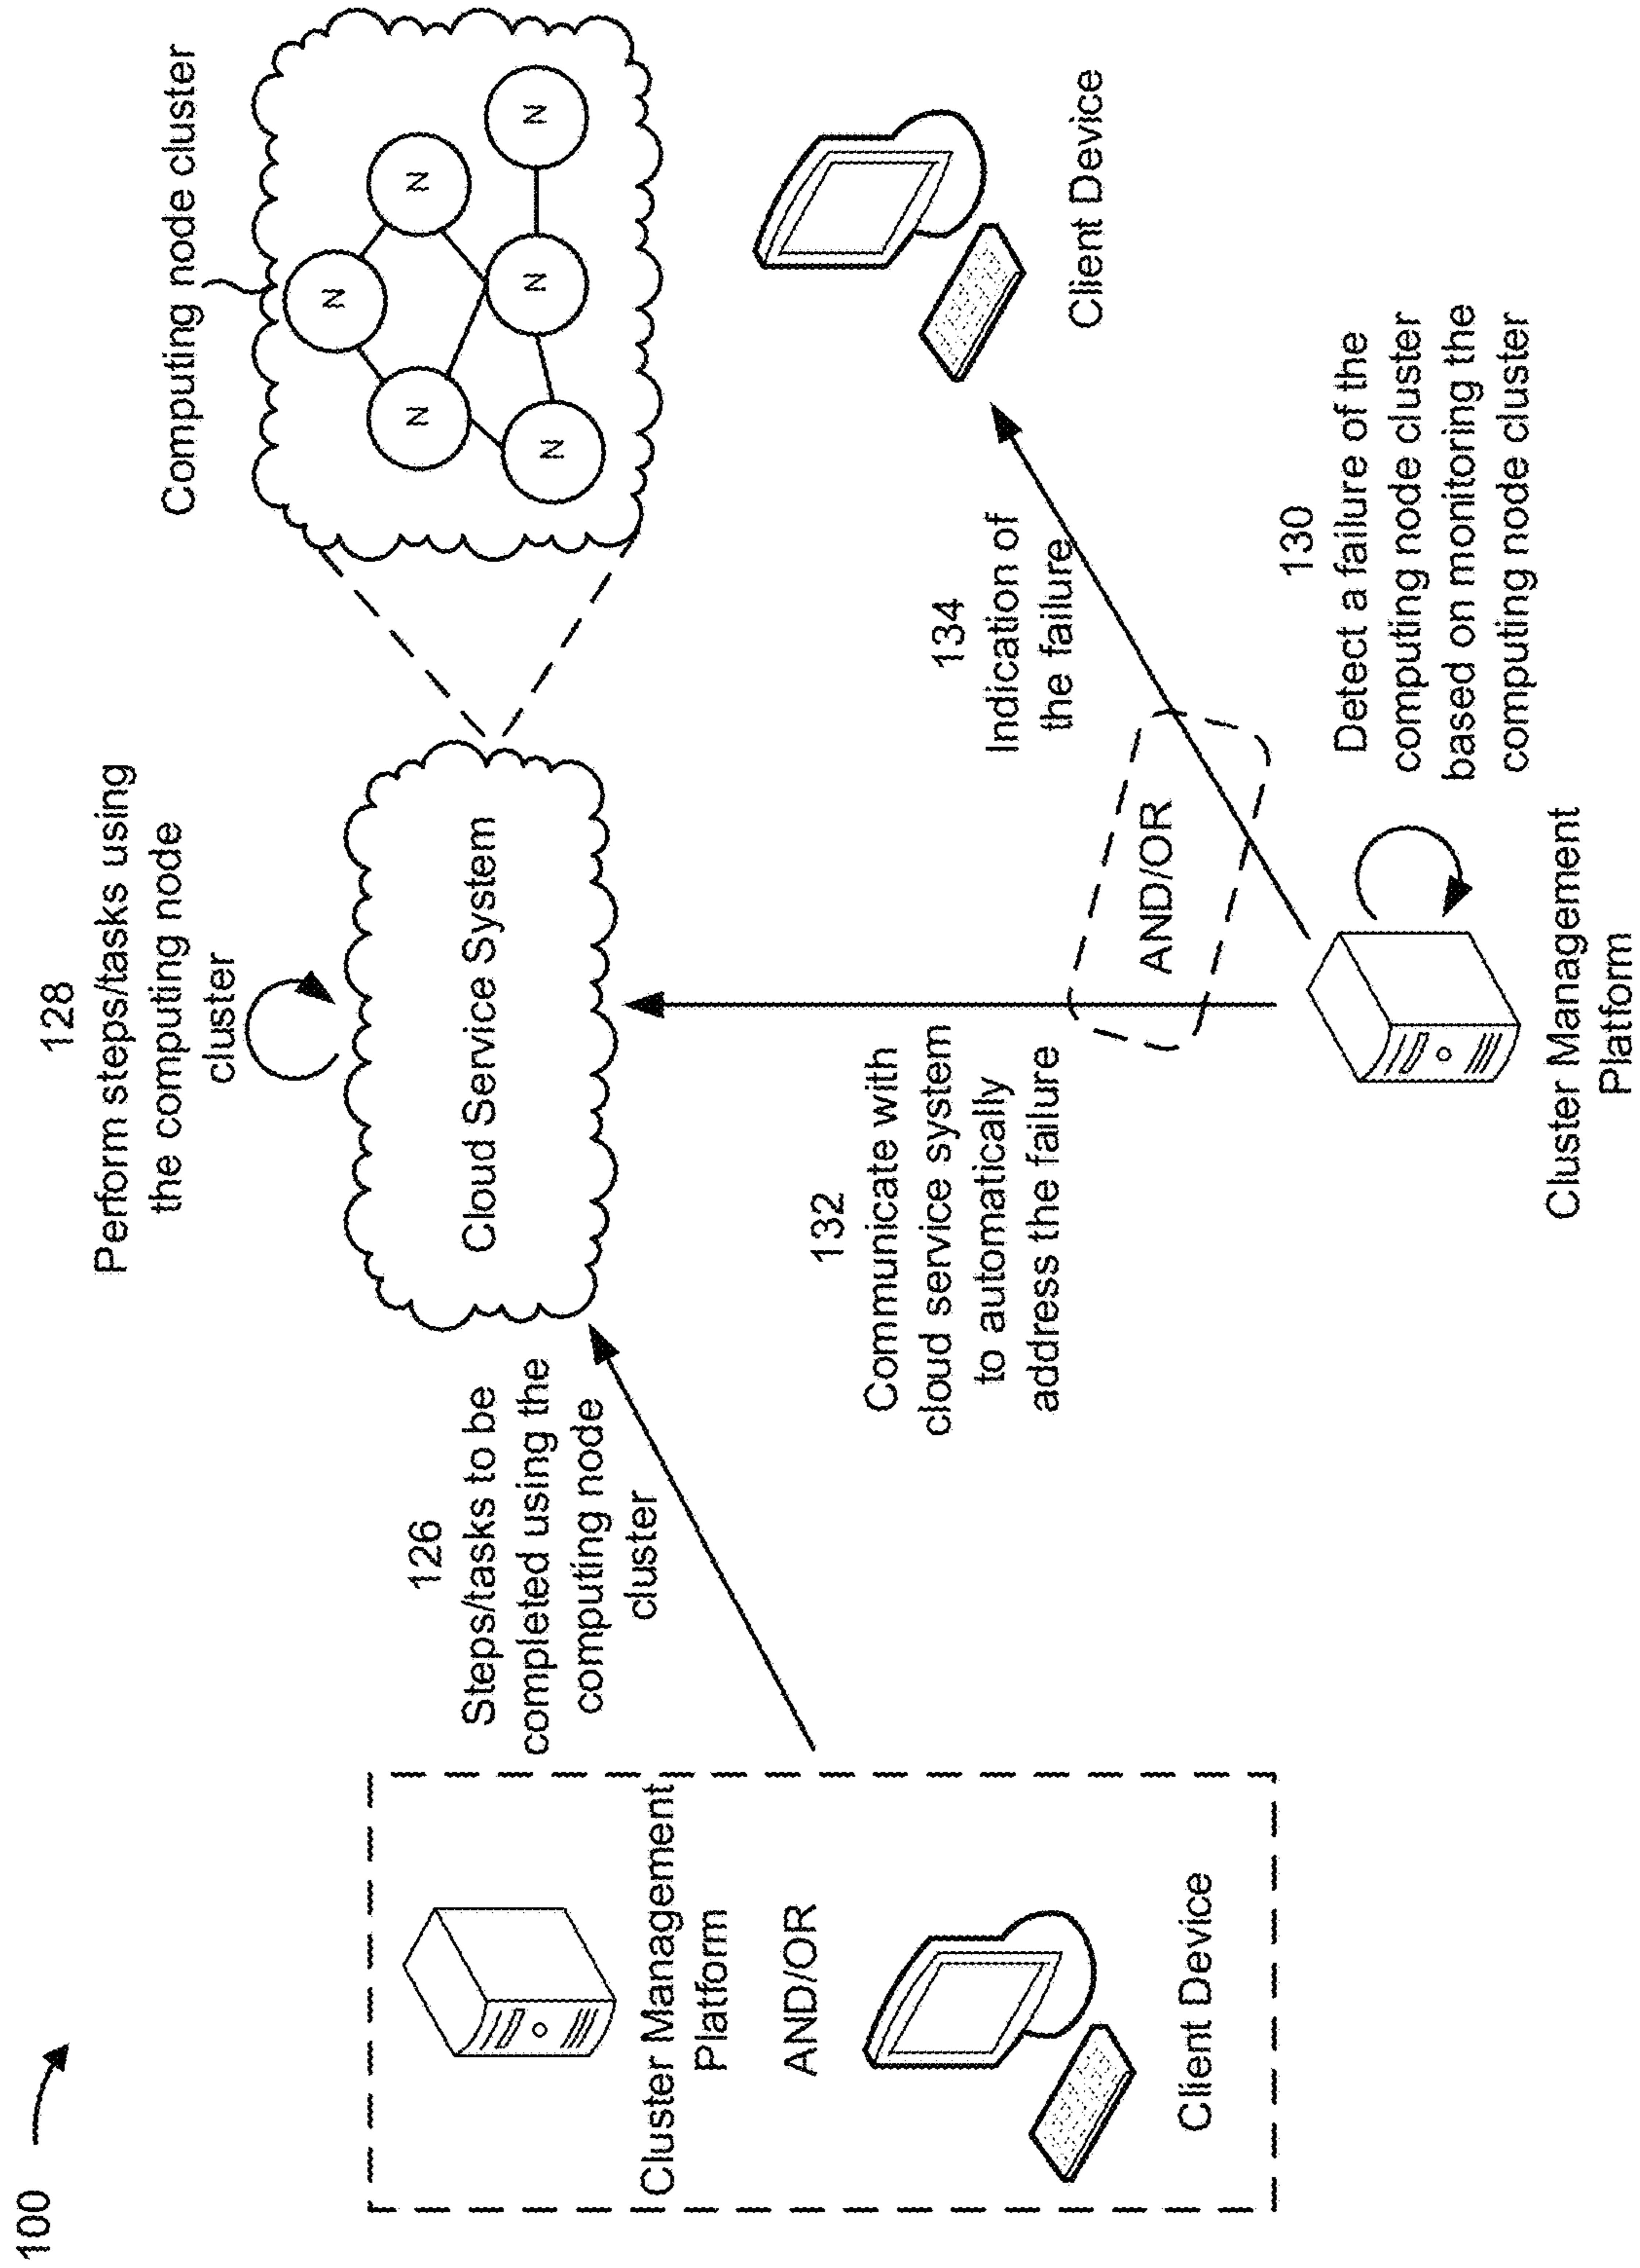 100
128
Perform steps/tasks using
the computing node
cluster
Computing node cluster
N
N
N
N
N
N
N
Cloud Service System
126
Steps/tasks to be
completed using the
computing node
cluster
Cluster Management
Platform
AND/OR
Client Device
132
Communicate with
cloud service system
to automatically
address the failure
134
Indication of
the failure
AND/OR
Client Device
130
Detect a failure of the
computing node cluster
based on monitoring the
computing node cluster
Cluster Management
Platform